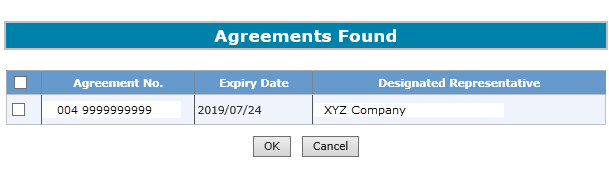 Agreements Found
Agreement No. Expiry Date Designated Representative
004 9999999999 2019/07/24 XYZ Company
OK Cancel